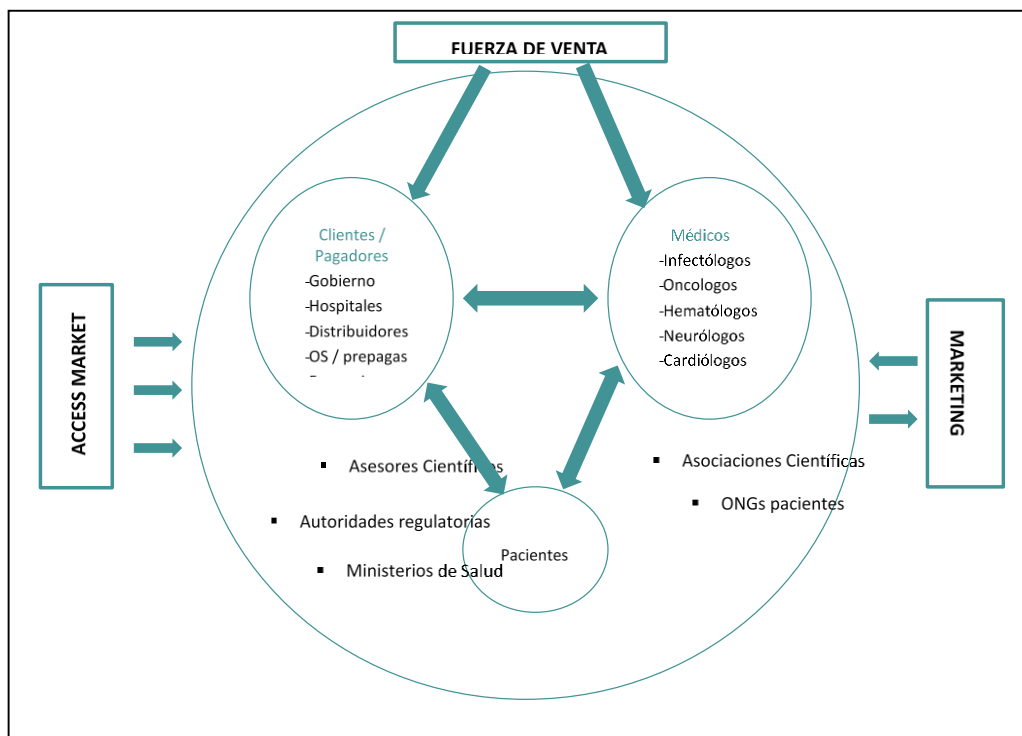 FUERZA DE VENTA
Clientes /
Pagadores
-Gobierno
-Hospitales
-Distribuidores
-OS / prepagas
Médicos
-Infectólogos
-Oncologos
-Hematólogos
-Neurólogos
-Cardiólogos
ACCESS MARKET
MARKETING
▪ Asesores Científicos
▪ Autoridades regulatorias
▪ Ministerios de Salud
▪ Asociaciones Científicas
▪ ONGs pacientes
Pacientes